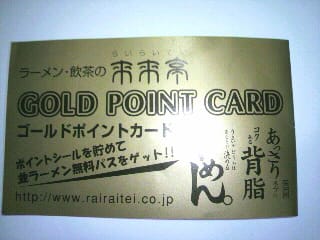 らいらいてい
ラーメン・飲茶の来来亭
GOLD POINT CARD
ゴールドポイントカード
ポイントシールを貯めて
並ラーメン無料パスをゲット!!
http://www.rairaitei.co.jp
あっさり
コク
背脂
めん。